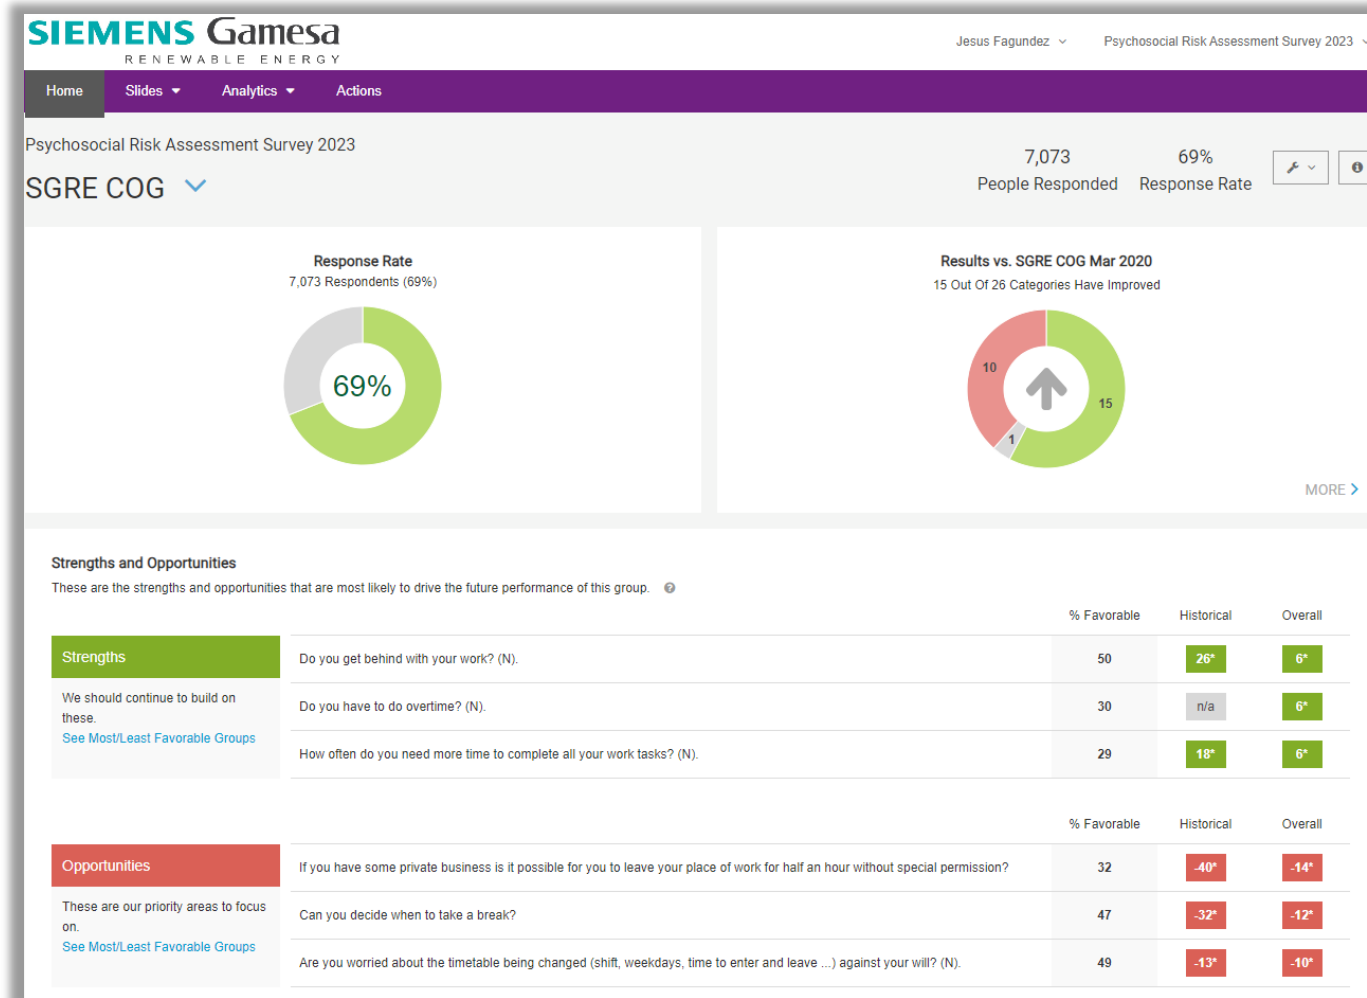 SIEMENS Gamesa
RENEWABLE ENERGY
Jesus Fagundez
Psychosocial Risk Assessment Survey 2023
Home
Slides
Analytics
Actions
Psychosocial Risk Assessment Survey 2023
SGRE COG
7,073
People Responded
69%
Response Rate
Response Rate
7,073 Respondents (69%)
69%
Results vs. SGRE COG Mar 2020
15 Out Of 26 Categories Have Improved
10
15
1
MORE
Strengths and Opportunities
These are the strengths and opportunities that are most likely to drive the future performance of this group.
% Favorable Historical Overall
Strengths
We should continue to build on
these.
See Most/Least Favorable Groups
Do you get behind with your work? (N). 50 26* 6*
Do you have to do overtime? (N). 30 n/a 6*
How often do you need more time to complete all your work tasks? (N). 29 18* 6*
% Favorable Historical Overall
Opportunities
These are our priority areas to focus
on.
See Most/Least Favorable Groups
If you have some private business is it possible for you to leave your place of work for half an hour without special permission? 32 -40* -14*
Can you decide when to take a break? 47 -32* -12*
Are you worried about the timetable being changed (shift, weekdays, time to enter and leave ...) against your will? (N). 49 -13* -10*